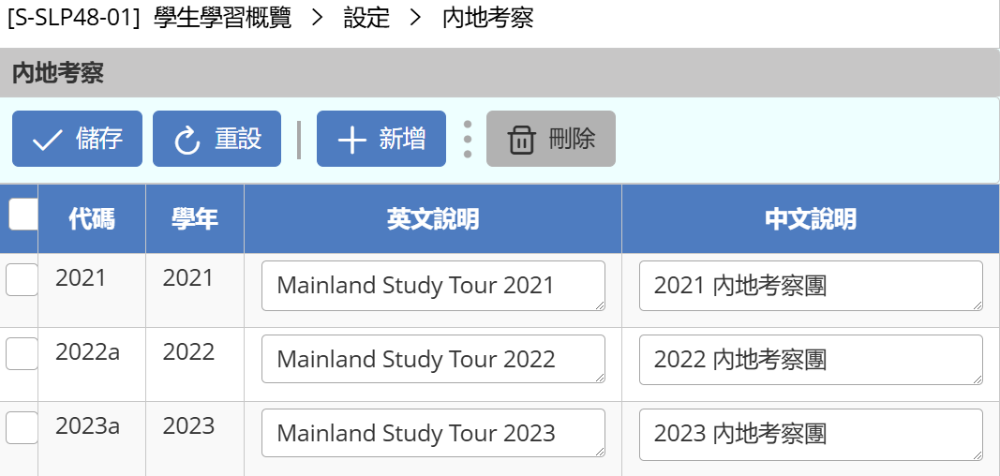 [S-SLP48-01] 學生學習概覽 > 設定 > 內地考察
內地考察
儲存 重設 新增 刪除
代碼 學年 英文說明 中文說明
2021 2021 Mainland Study Tour 2021 2021 內地考察團
2022a 2022 Mainland Study Tour 2022 2022 內地考察團
2023a 2023 Mainland Study Tour 2023 2023 內地考察團